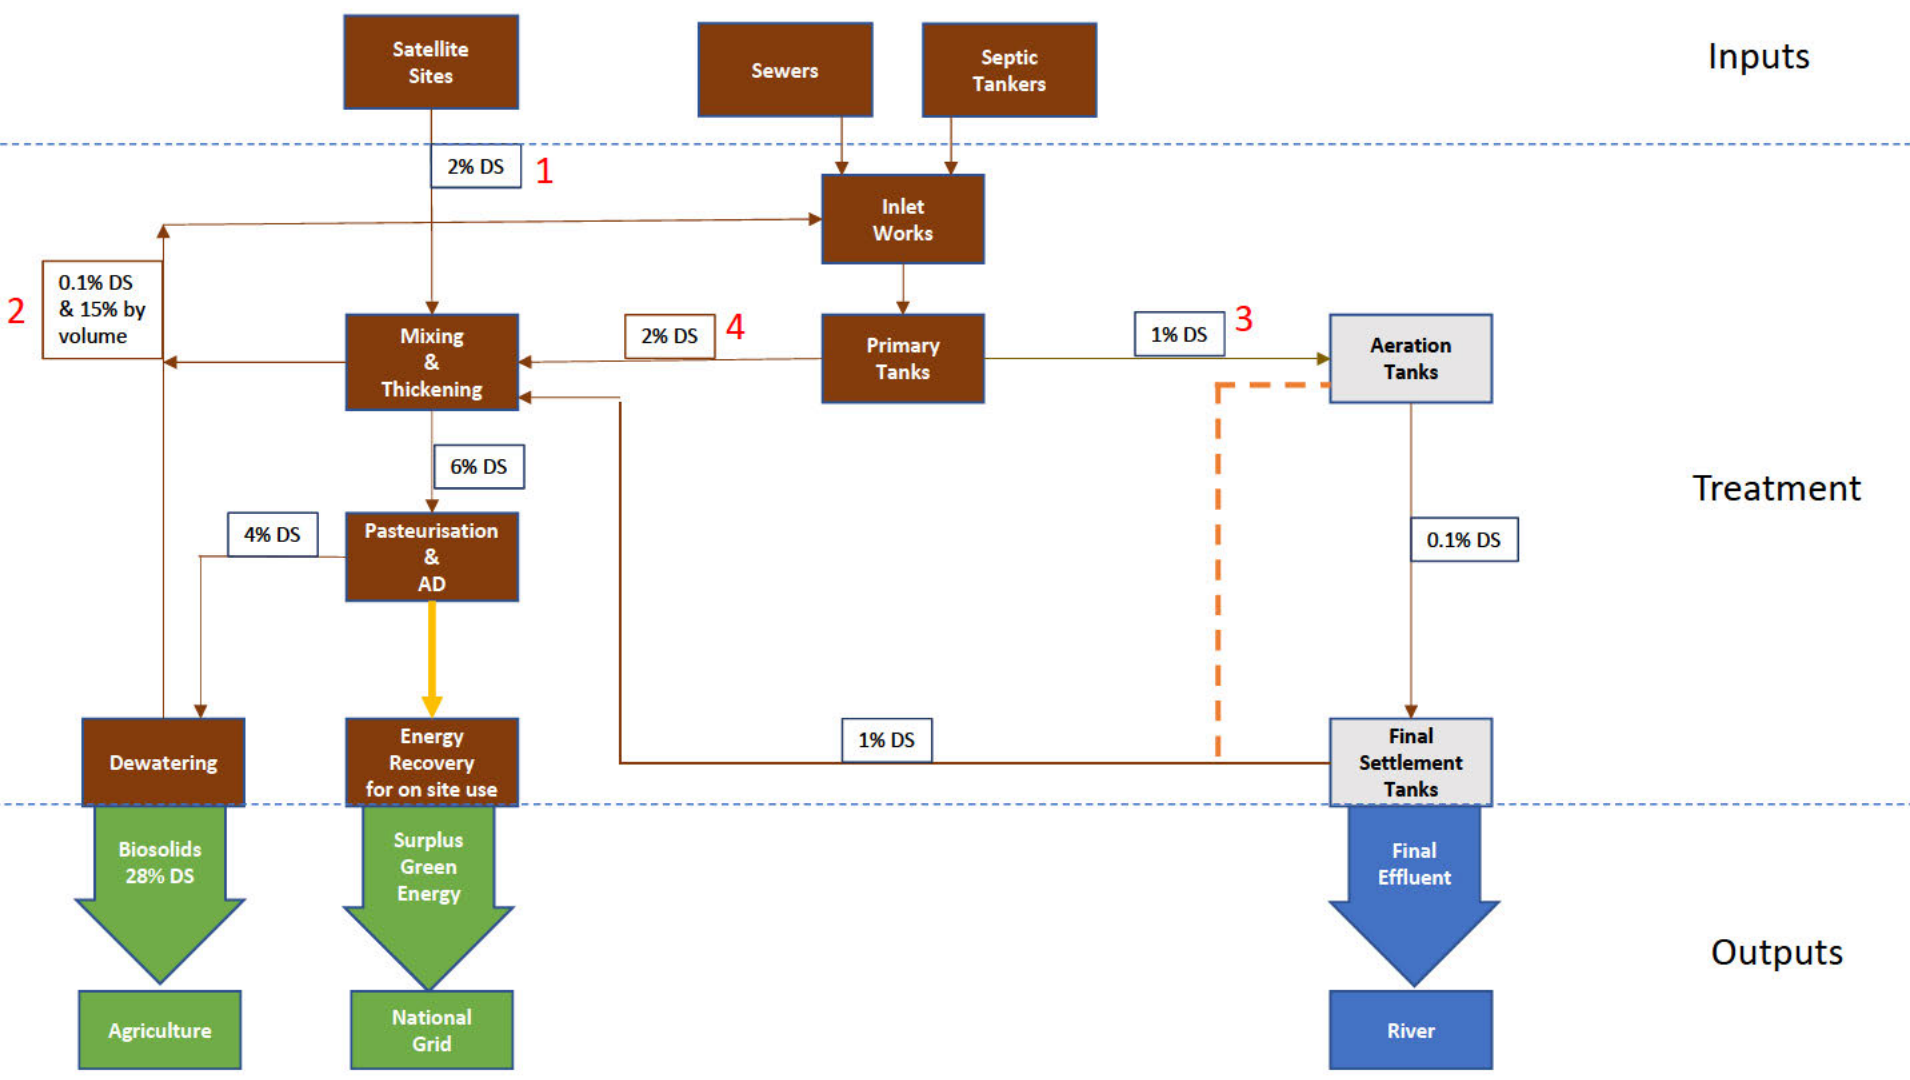 Satellite
Sites
Sewers
Septic
Tankers
Inputs
2% DS
1
Inlet
Works
2
0.1% DS
& 15% by
volume
Mixing
&
Thickening
2% DS
4
Primary
Tanks
1% DS
3
Aeration
Tanks
6% DS
4% DS
Pasteurisation
&
AD
Treatment
0.1% DS
Dewatering
Energy
Recovery
for on site use
1% DS
Final
Settlement
Tanks
Biosolids
28% DS
Surplus
Green
Energy
Final
Effluent
Outputs
Agriculture
National
Grid
River